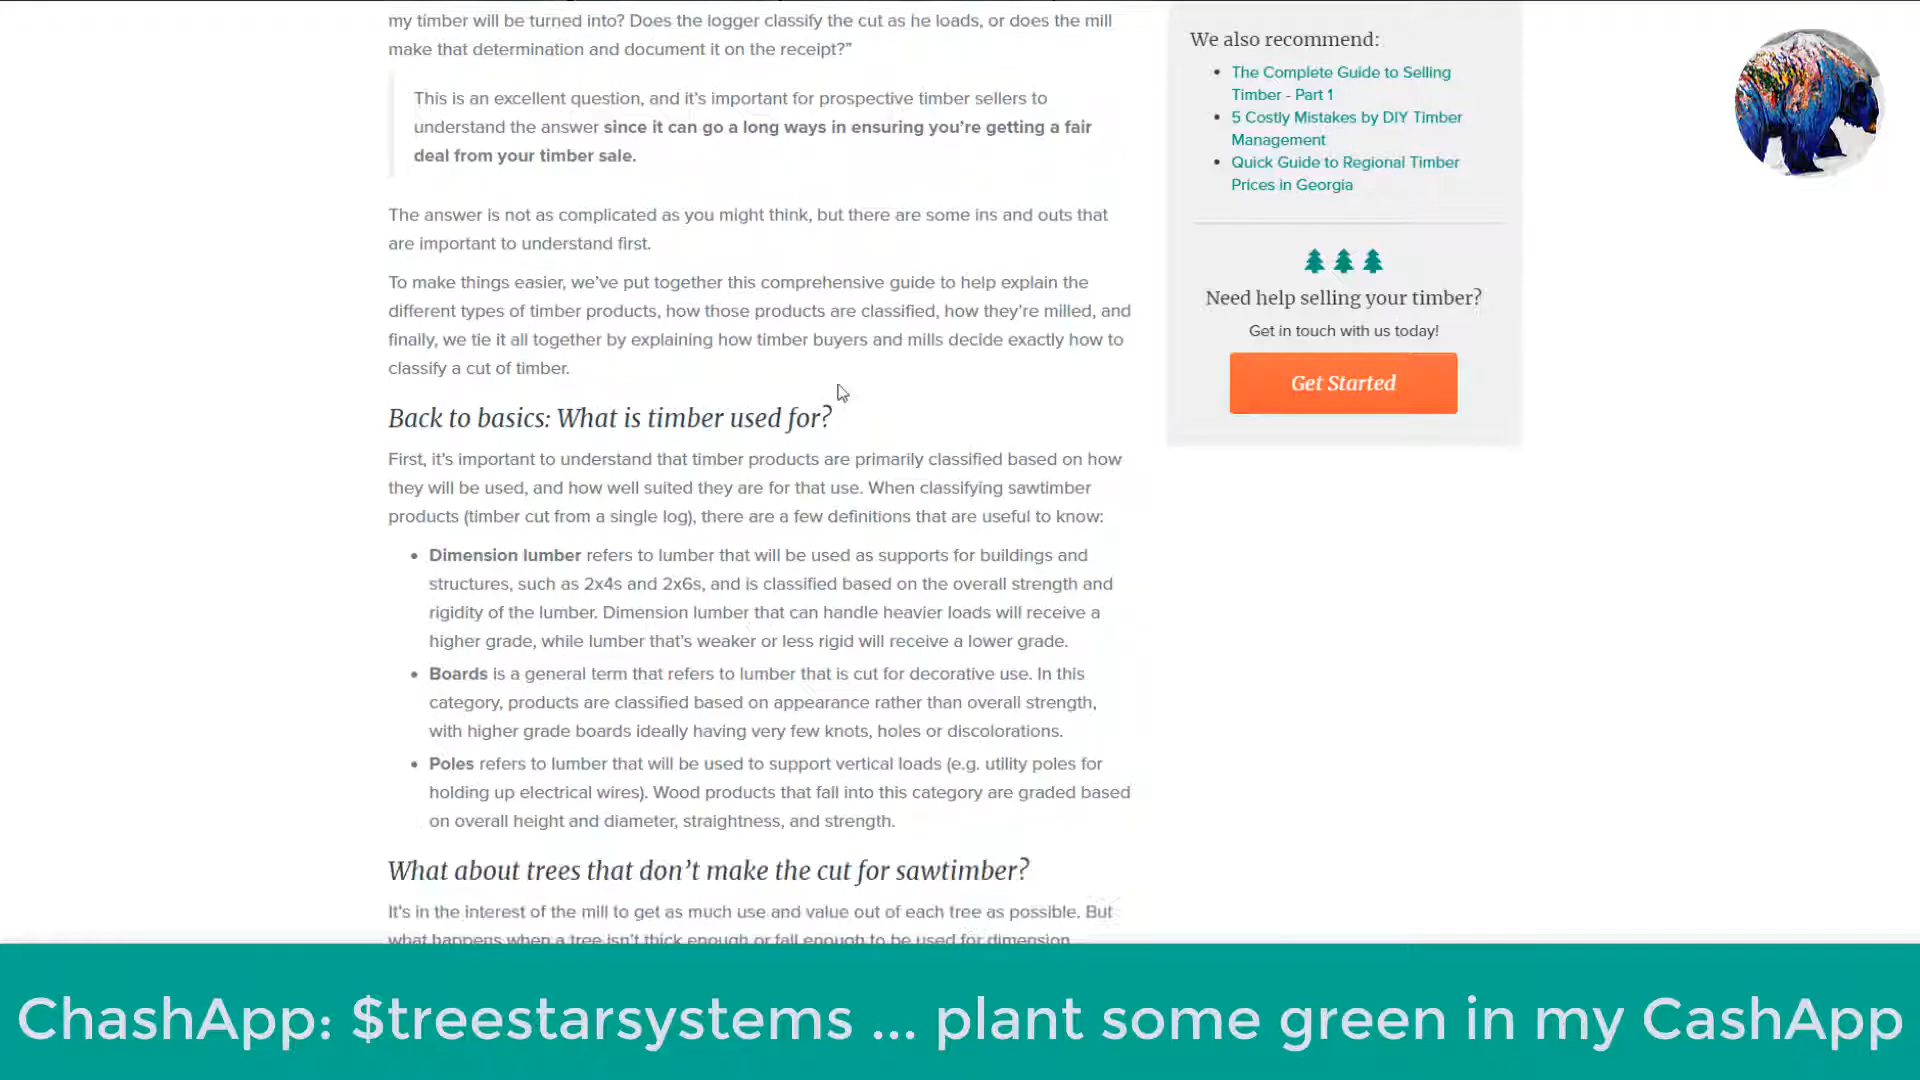 my timber will be turned into? Does the logger classify the cut as he loads, or does the mill
make that determination and document it on the receipt?”
This is an excellent question, and it’s important for prospective timber sellers to
understand the answer since it can go a long ways in ensuring you’re getting a fair
deal from your timber sale.
The answer is not as complicated as you might think, but there are some ins and outs that
are important to understand first.
To make things easier, we’ve put together this comprehensive guide to help explain the
different types of timber products, how those products are classified, how they’re milled, and
finally, we tie it all together by explaining how timber buyers and mills decide exactly how to
classify a cut of timber.
Back to basics: What is timber used for?
First, it’s important to understand that timber products are primarily classified based on how
they will be used, and how well suited they are for that use. When classifying sawtimber
products (timber cut from a single log), there are a few definitions that are useful to know:
• Dimension lumber refers to lumber that will be used as supports for buildings and
structures, such as 2x4s and 2x6s, and is classified based on the overall strength and
rigidity of the lumber. Dimension lumber that can handle heavier loads will receive a
higher grade, while lumber that’s weaker or less rigid will receive a lower grade.
• Boards is a general term that refers to lumber that is cut for decorative use. In this
category, products are classified based on appearance rather than overall strength,
with higher grade boards ideally having very few knots, holes or discolorations.
• Poles refers to lumber that will be used to support vertical loads (e.g. utility poles for
holding up electrical wires). Wood products that fall into this category are graded based
on overall height and diameter, straightness, and strength.
What about trees that don’t make the cut for sawtimber?
It’s in the interest of the mill to get as much use and value out of each tree as possible. But
what happens when a tree isn’t thick enough or tall enough to be used for dimension
We also recommend:
• The Complete Guide to Selling
Timber - Part 1
• 5 Costly Mistakes by DIY Timber
Management
• Quick Guide to Regional Timber
Prices in Georgia
Need help selling your timber?
Get in touch with us today!
Get Started
ChashApp: $treestarsystems ... plant some green in my CashApp